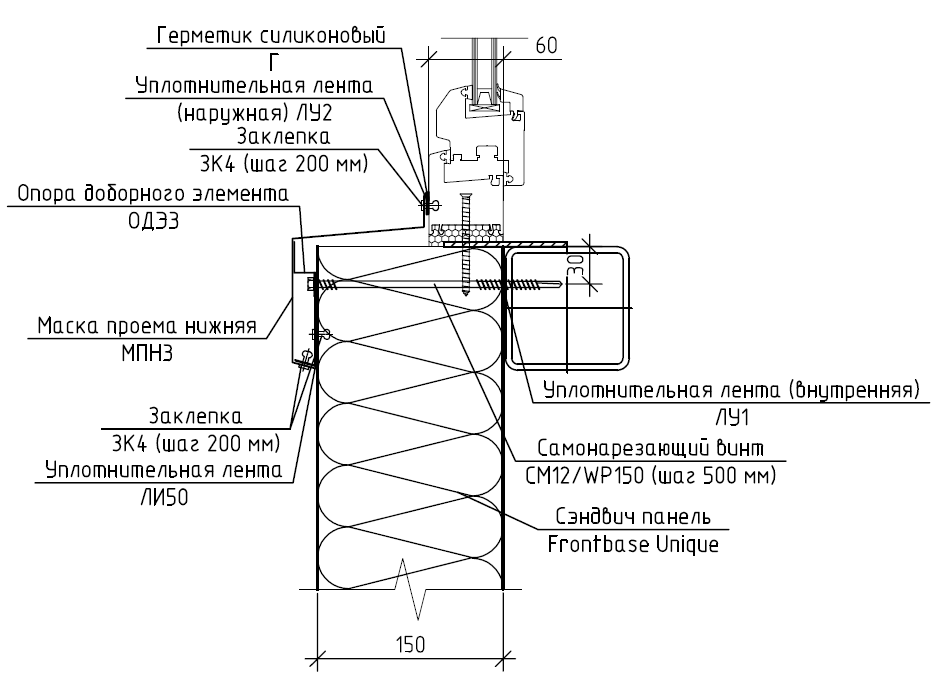 Герметик силиконовый
Г
60
Уплотнительная лента
(наружная) ЛУ2
Заклепка
ЗК4 (шаг 200 мм)
Опора доборного элемента
ОДЭ3
30
Маска проема нижняя
МПН3
Уплотнительная лента (внутренняя)
ЛУ1
Заклепка
ЗК4 (шаг 200 мм)
Самонарезающий винт
СМ12/WP150 (шаг 500 мм)
Уплотнительная лента
ЛИ50
Сэндвич панель
Frontbase Unique
150